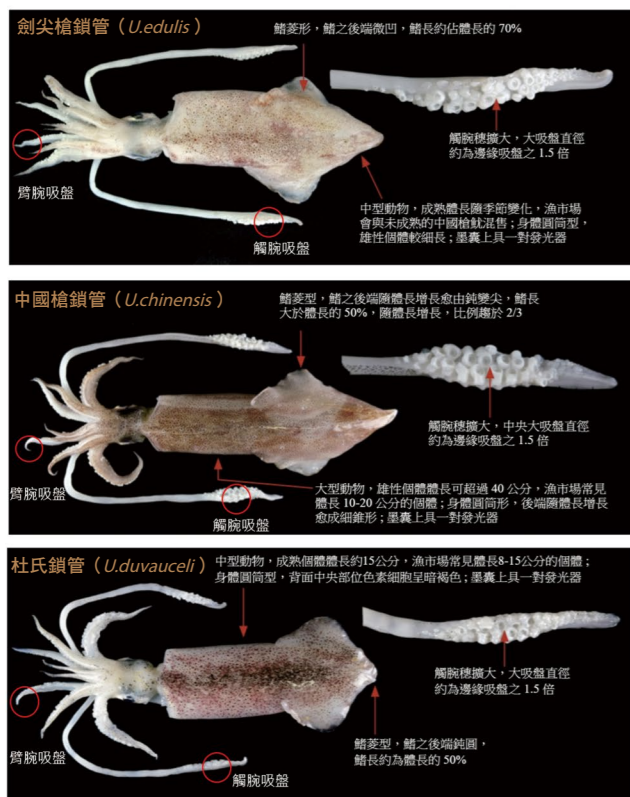 劍尖槍鎖管（U.edulis）
鰭菱形，鰭之後端微凹，鰭長約佔體長的 70%
觸腕穗擴大，大吸盤直徑
約為邊緣吸盤之 1.5 倍
臂腕吸盤
觸腕吸盤
中型動物，成熟體長隨季節變化，漁市場
會與未成熟的中國槍魷混售；身體圓筒型，
雄性個體較細長；墨囊上具一對發光器
中國槍鎖管（U.chinensis）
鰭菱型，鰭之後端隨體長增長愈由鈍變尖，鰭長
大於體長的 50%，隨體長增長，比例趨於 2/3
觸腕穗擴大，中央大吸盤直徑
約為邊緣吸盤之 1.5 倍
臂腕吸盤
觸腕吸盤
大型動物，雄性個體體長可超過 40 公分，漁市場常見
體長 10-20 公分的個體；身體圓筒形，後端隨體長增長
愈成細錐形；墨囊上具一對發光器
杜氏鎖管（U.duvauceli）
中型動物，成熟個體體長約15公分，漁市場常見體長8-15公分的個體；
身體圓筒型，背面中央部位色素細胞呈暗褐色；墨囊上具一對發光器
觸腕穗擴大，大吸盤直徑
約為邊緣吸盤之 1.5 倍
臂腕吸盤
觸腕吸盤
鰭菱型，鰭之後端鈍圓，
鰭長約為體長的 50%